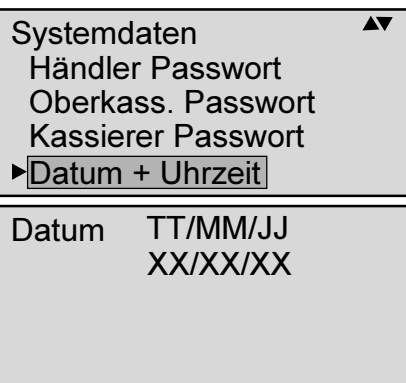 Systemdaten
Händler Passwort
Oberkass. Passwort
Kassierer Passwort
Datum + Uhrzeit
Datum TT/MM/JJ
XX/XX/XX